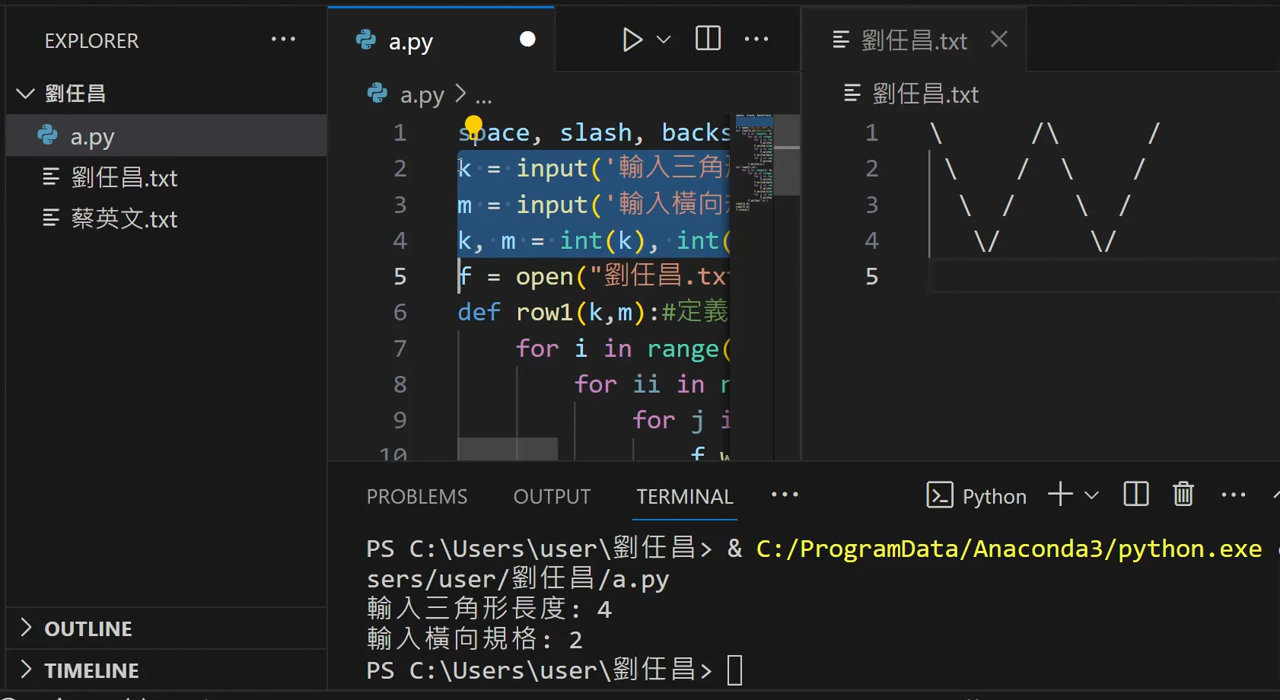 EXPLORER ...
劉任昌
a.py
劉任昌.txt
蔡英文.txt
OUTLINE
TIMELINE
a.py
a.py > ...
1 space, slash, backs
2 k = input('輸入三角形
3 m = input('輸入橫向規
4 k, m = int(k), int(
5 f = open("劉任昌.tx
6 def row1(k,m):#定義
7 for i in range(
8 for ii in r
9 for j i
10 f.w
劉任昌.txt
劉任昌.txt
1 \      /\      /
2  \    /  \    /
3   \  /    \  /
4    \/      \/
5
PROBLEMS OUTPUT TERMINAL ... Python
PS C:\Users\user\劉任昌> & C:/ProgramData/Anaconda3/python.exe
sers/user/劉任昌/a.py
輸入三角形長度: 4
輸入橫向規格: 2
PS C:\Users\user\劉任昌>